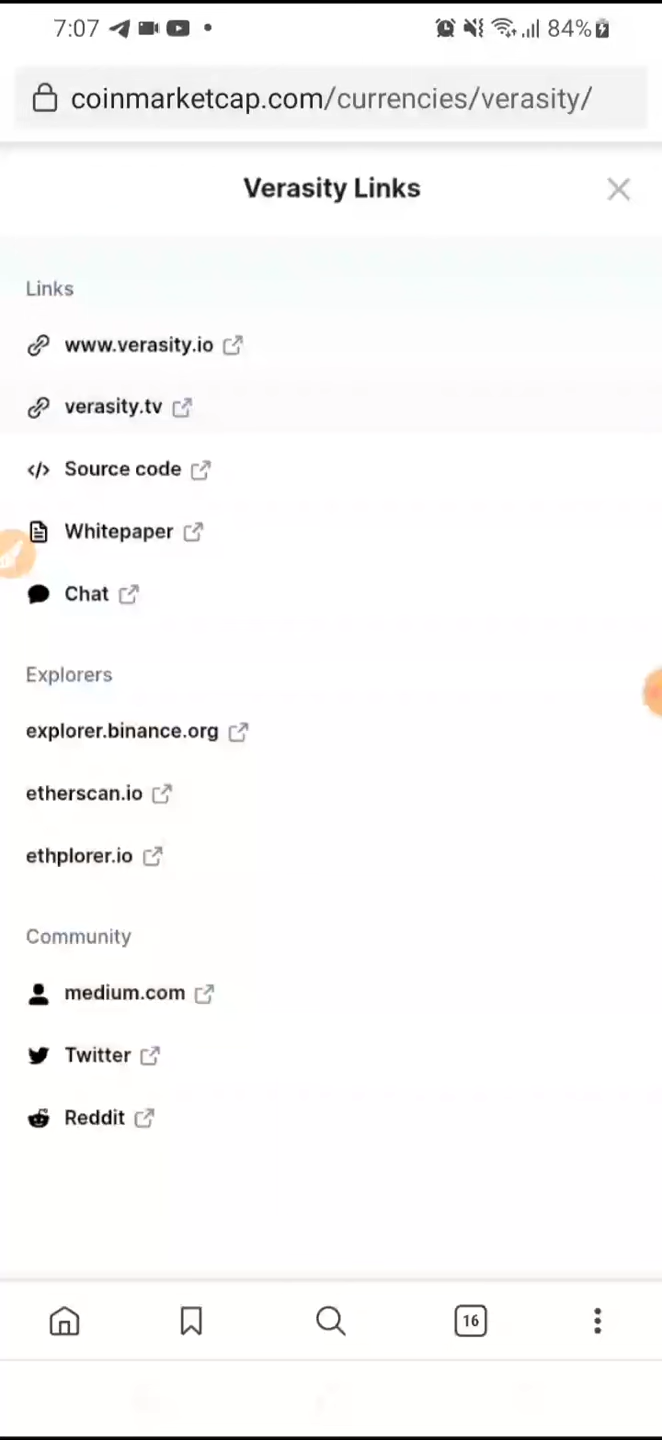 7:07
84%
coinmarketcap.com/currencies/verasity/
Verasity Links
Links
www.verasity.io
verasity.tv
Source code
Whitepaper
Chat
Explorers
explorer.binance.org
etherscan.io
ethplorer.io
Community
medium.com
Twitter
Reddit
16